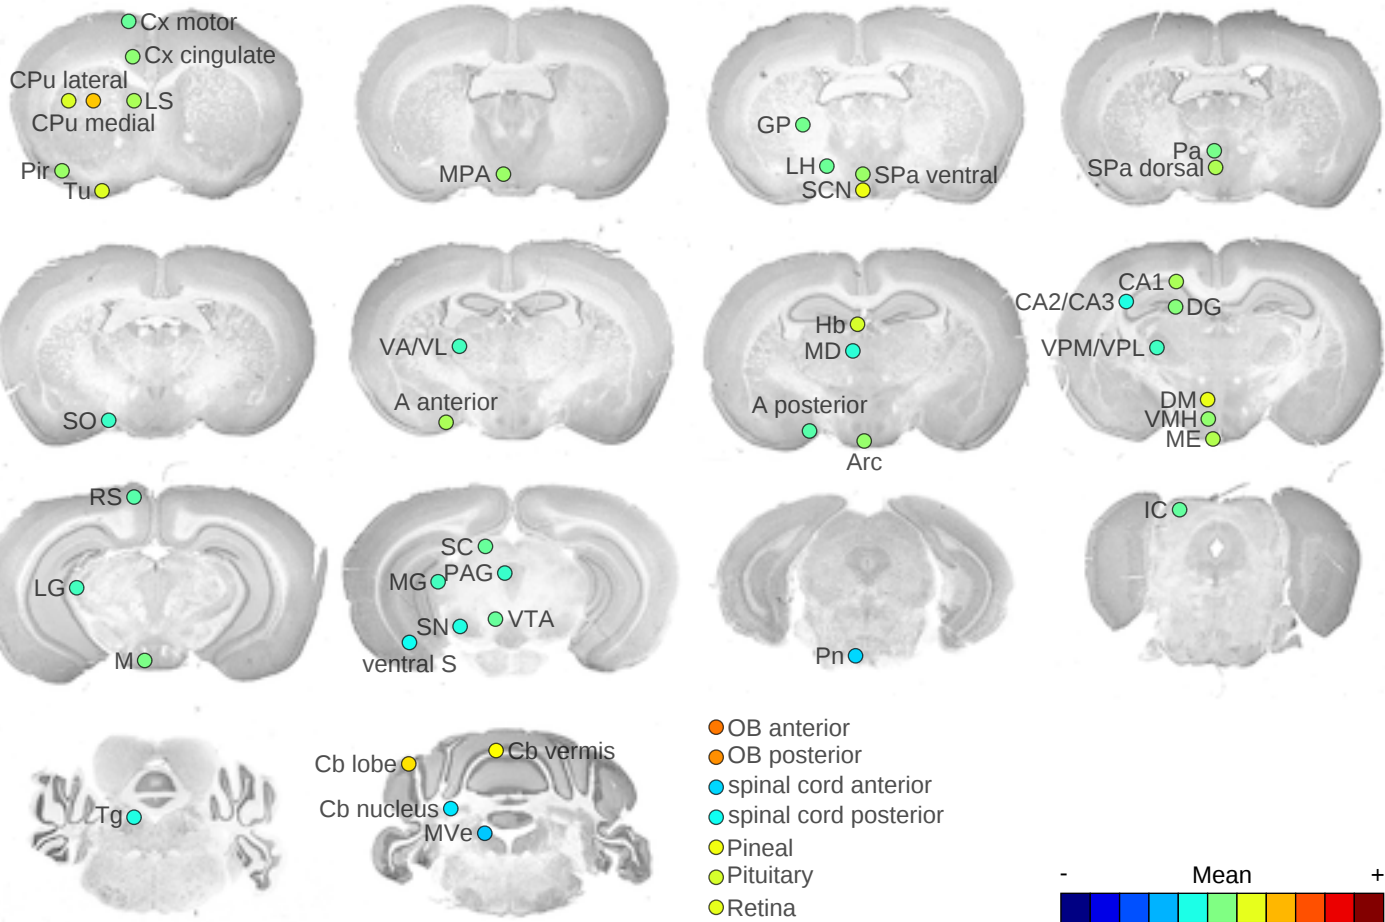 Cx motor
Cx cingulate
CPu lateral
LS
CPu medial
Pir
Tu
MPA
GP
LH
SPa ventral
SCN
Pa
SPa dorsal
SO
VA/VL
A anterior
Hb
MD
A posterior
Arc
CA1
CA2/CA3
DG
VPM/VPL
DM
VMH
ME
RS
LG
M
SC
MG
PAG
SN
VTA
ventral S
Pn
IC
Tg
Cb lobe
Cb vermis
Cb nucleus
MVe
OB anterior
OB posterior
spinal cord anterior
spinal cord posterior
Pineal
Pituitary
Retina
- Mean +